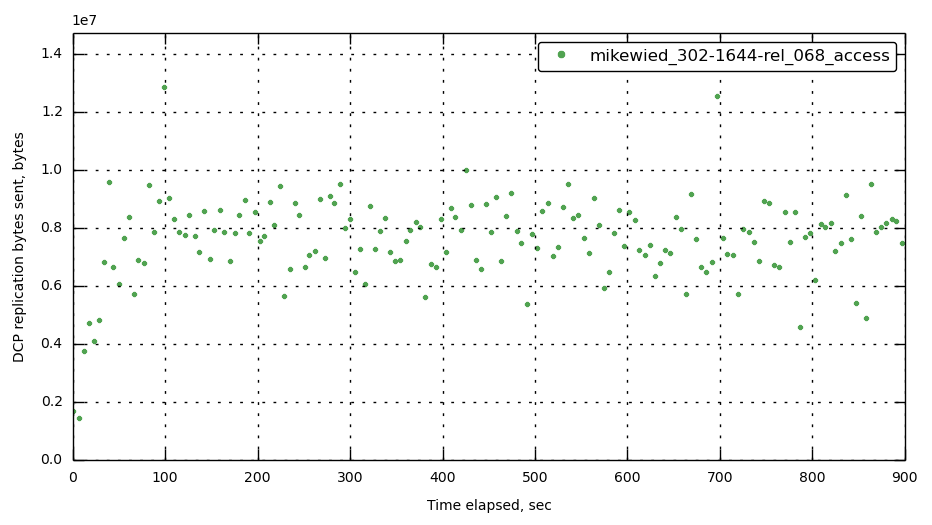 1e7
1.4
mikewied_302-1644-rel_068_access
1.2
1.0
0.8
0.6
0.4
0.2
0.0
DCP replication bytes sent, bytes
0 100 200 300 400 500 600 700 800 900
Time elapsed, sec